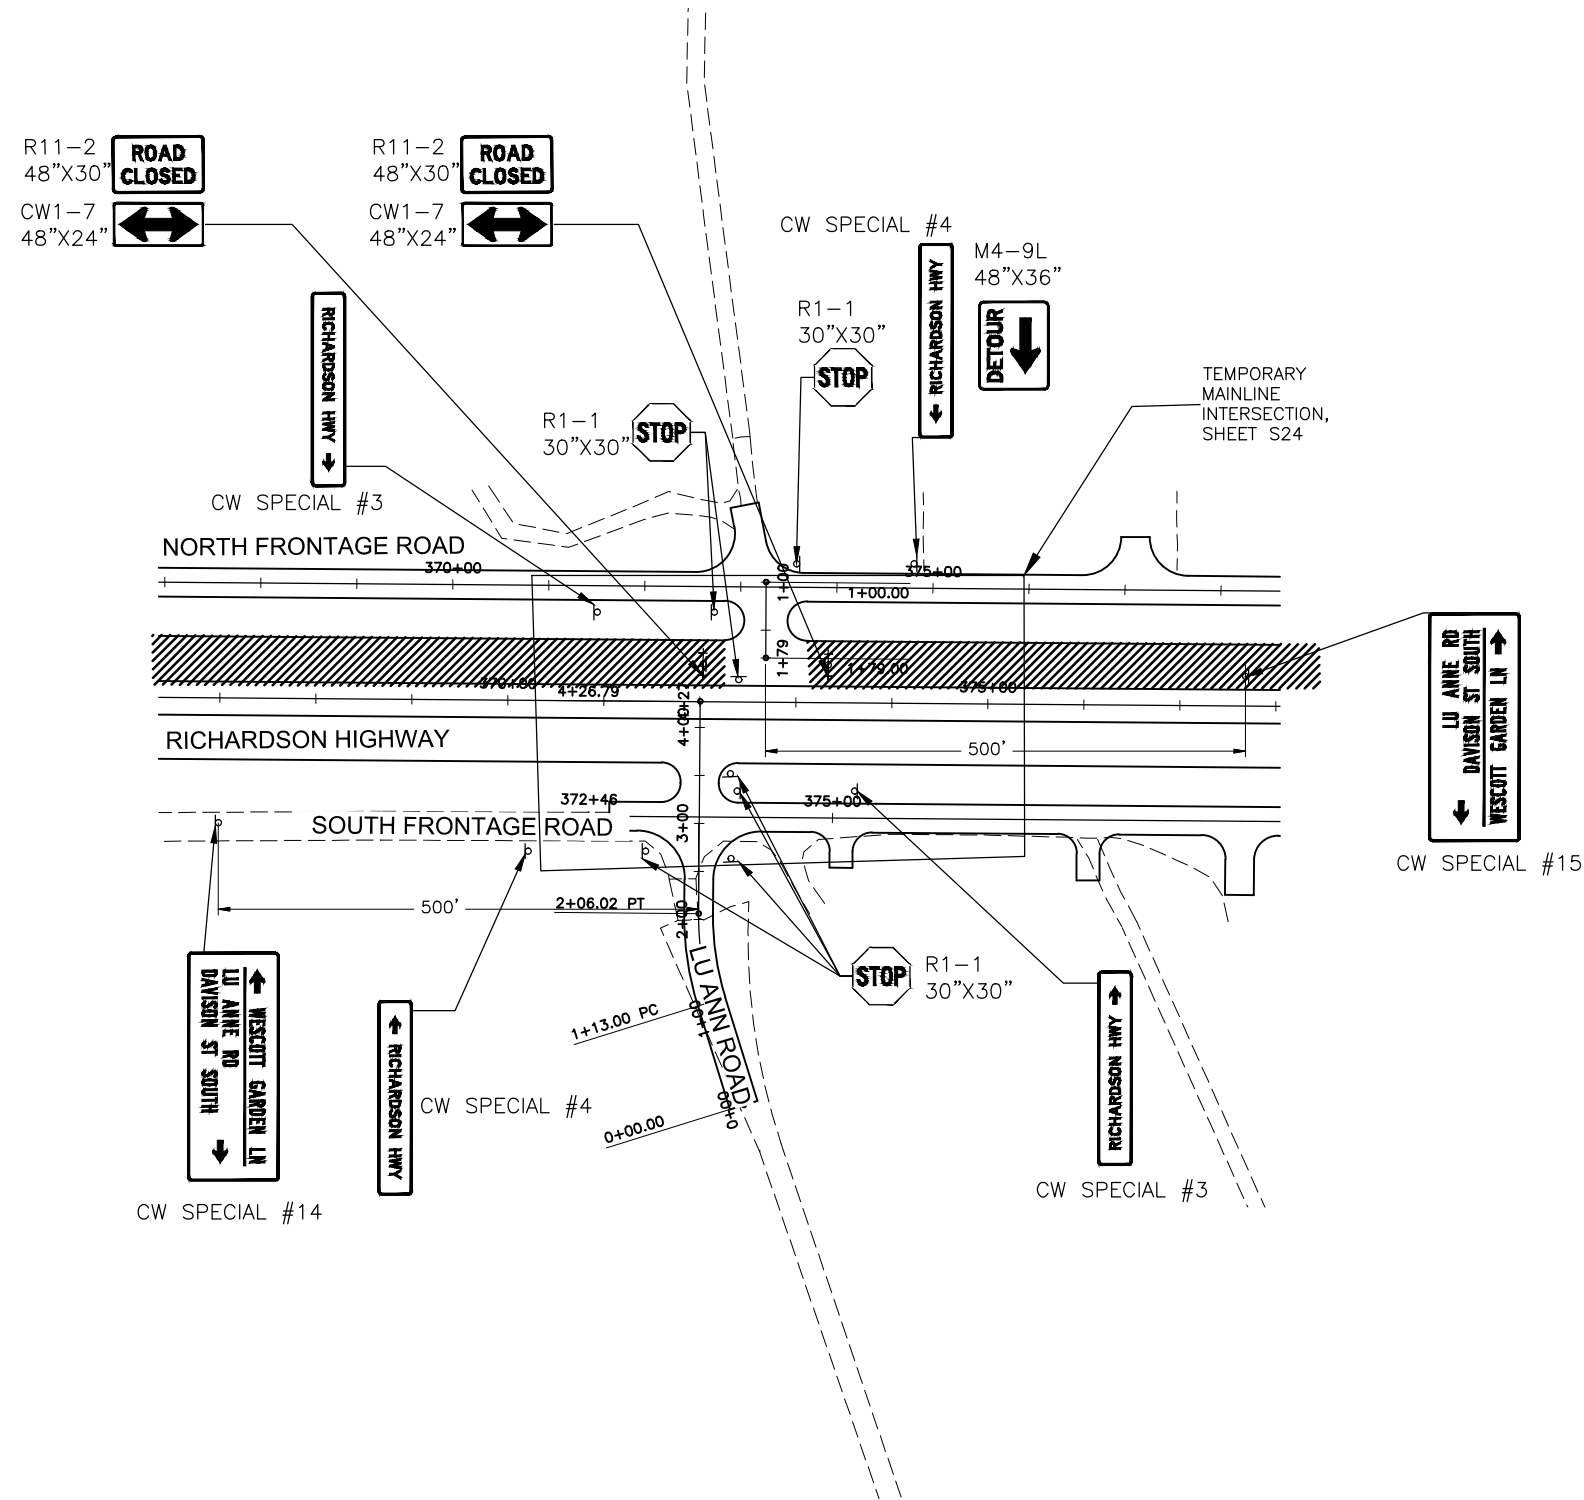 R11-2
48"X30"
ROAD
CLOSED
CW1-7
48"X24"
R11-2
48"X30"
ROAD
CLOSED
CW1-7
48"X24"
CW SPECIAL #4
RICHARDSON HWY
M4-9L
48"X36"
DETOUR
R1-1
30"X30"
STOP
RICHARDSON HWY
CW SPECIAL #3
R1-1
30"X30"
STOP
TEMPORARY
MAINLINE
INTERSECTION,
SHEET S24
NORTH FRONTAGE ROAD
370+00
375+00
1+00
1+00.00
1+79
1+79.00
370+00
4+26.79
4+27
4+00
375+00
RICHARDSON HIGHWAY
500'
372+46
375+00
SOUTH FRONTAGE ROAD
3+00
LU ANNE RD
DAVISON ST SOUTH
WESCOTT GARDEN LN
CW SPECIAL #15
500'
2+06.02 PT
2+00
LU ANN ROAD
1+00
1+13.00 PC
0+00
0+00.00
STOP
R1-1
30"X30"
WESCOTT GARDEN LN
LU ANNE RD
DAVISON ST SOUTH
CW SPECIAL #14
RICHARDSON HWY
CW SPECIAL #4
RICHARDSON HWY
CW SPECIAL #3